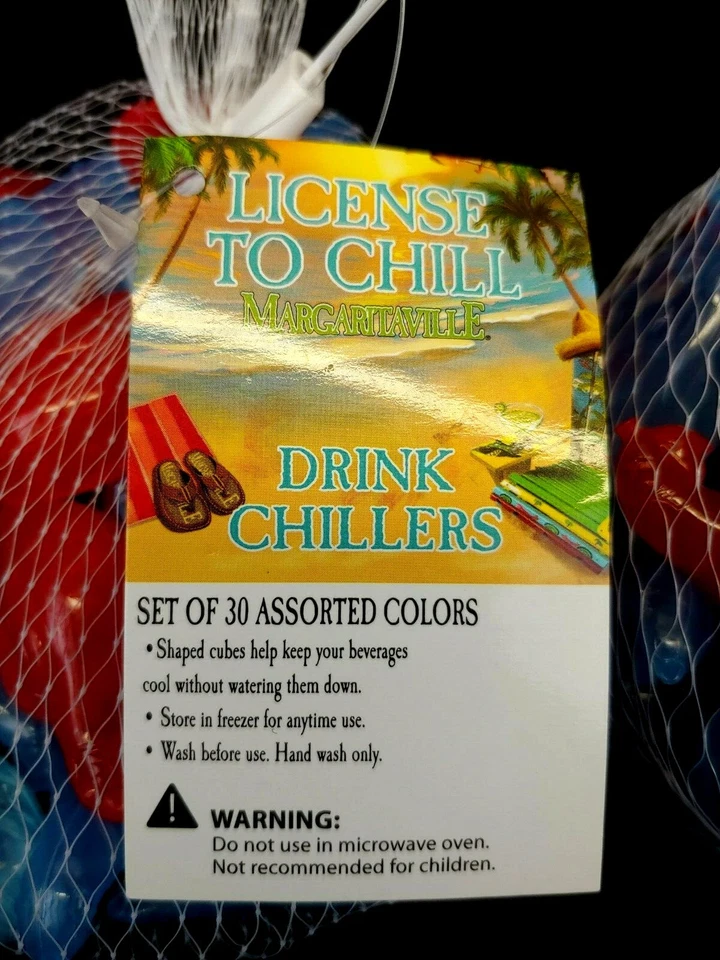 LICENSE
TO CHILL
MARGARITAVILLE
DRINK
CHILLERS
SET OF 30 ASSORTED COLORS
• Shaped cubes help keep your beverages
cool without watering them down.
• Store in freezer for anytime use.
• Wash before use. Hand wash only.
WARNING:
Do not use in microwave oven.
Not recommended for children.